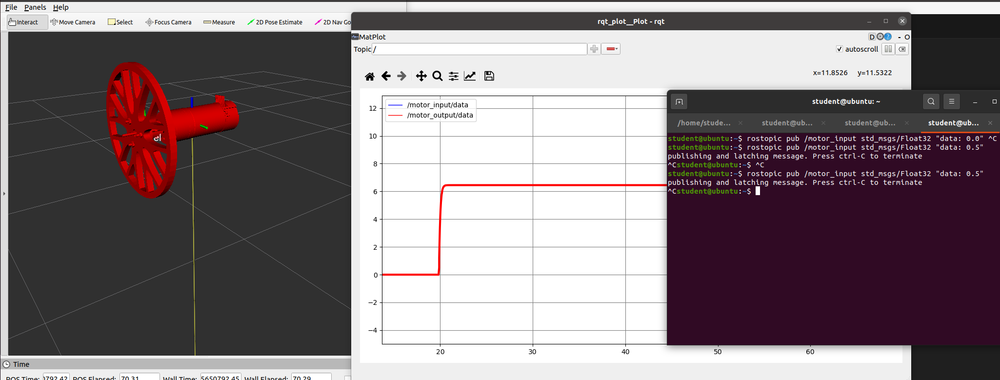 File Panels Help
Interact Move Camera Select Focus Camera Measure 2D Pose Estimate 2D Nav Go
el
Time
ROS Time: 0792.42 ROS Elapsed: 70.31 Wall Time: 5650792.45 Wall Elapsed: 70.29
rqt_plot__Plot - rqt
MatPlot
D ? - O
Topic /
autoscroll
x=11.8526 y=11.5322
/motor_input/data
/motor_output/data
12
10
8
6
4
2
0
−2
−4
20 30 40 50 60
student@ubuntu: ~
/home/stude... student@ub... student@ub... student@ub...
student@ubuntu:~$ rostopic pub /motor_input std_msgs/Float32 "data: 0.0" ^C
student@ubuntu:~$ rostopic pub /motor_input std_msgs/Float32 "data: 0.5"
publishing and latching message. Press ctrl-C to terminate
^Cstudent@ubuntu:~$ ^C
student@ubuntu:~$ rostopic pub /motor_input std_msgs/Float32 "data: 0.5"
publishing and latching message. Press ctrl-C to terminate
^Cstudent@ubuntu:~$